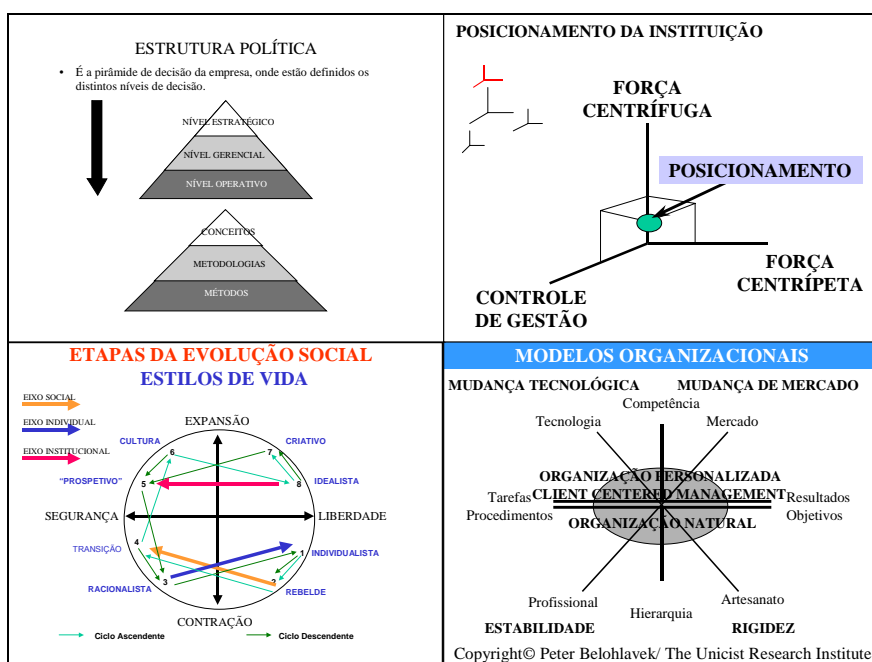 ESTRUTURA POLÍTICA
• É a pirâmide de decisão da empresa, onde estão definidos os
distintos níveis de decisão.
NÍVEL ESTRATÉGICO
NÍVEL GERENCIAL
NÍVEL OPERATIVO
CONCEITOS
METODOLOGIAS
MÉTODOS
POSICIONAMENTO DA INSTITUIÇÃO
FORÇA
CENTRÍFUGA
POSICIONAMENTO
FORÇA
CENTRÍPETA
CONTROLE
DE GESTÃO
ETAPAS DA EVOLUÇÃO SOCIAL
ESTILOS DE VIDA
EIXO SOCIAL
EIXO INDIVIDUAL
EIXO INSTITUCIONAL
EXPANSÃO
CULTURA
6
7
CRIATIVO
"PROSPETIVO"
5
8
IDEALISTA
SEGURANÇA
LIBERDADE
TRANSIÇÃO
4
1
INDIVIDUALISTA
RACIONALISTA
3
2
REBELDE
CONTRAÇÃO
Ciclo Ascendente
Ciclo Descendente
MODELOS ORGANIZACIONAIS
MUDANÇA TECNOLÓGICA
MUDANÇA DE MERCADO
Competência
Tecnologia
Mercado
ORGANIZAÇÃO PERSONALIZADA
Tarefas
CLIENT CENTERED MANAGEMENT
Resultados
Procedimentos
Objetivos
ORGANIZAÇÃO NATURAL
Profissional
Hierarquia
Artesanato
ESTABILIDADE
RIGIDEZ
Copyright© Peter Belohlavek/ The Unicist Research Institute